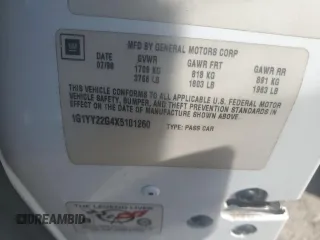 GM
MFD BY GENERAL MOTORS CORP
DATE GVWR GAWR FRT GAWR RR
07/98 1709 KG 818 KG 891 KG
3768 LB 1803 LB 1963 LB
THIS VEHICLE CONFORMS TO ALL APPLICABLE U.S. FEDERAL MOTOR
VEHICLE SAFETY, BUMPER, AND THEFT PREVENTION STANDARDS IN
EFFECT ON THE DATE OF MANUFACTURE SHOWN ABOVE.
1G1YY22G4X5101260 TYPE: PASS CAR
DREAMBID